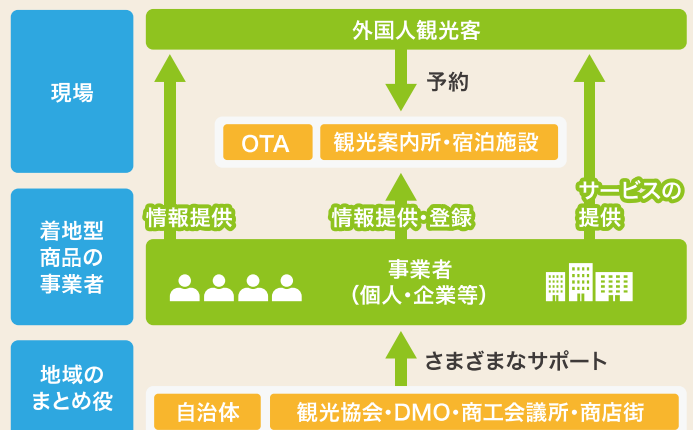 現場
外国人観光客
予約
OTA
観光案内所・宿泊施設
情報提供
情報提供・登録
サービスの
提供
着地型
商品の
事業者
事業者
（個人・企業等）
さまざまなサポート
地域の
まとめ役
自治体
観光協会・DMO・商工会議所・商店街